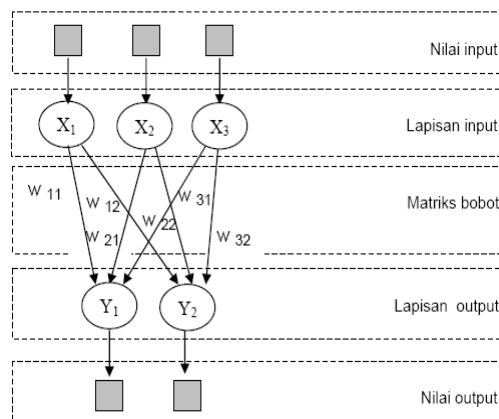 Nilai input
X1 X2 X3 Lapisan input
w 11 w 12 w 22 w 31 Matriks bobot
w 21 w 32
Y1 Y2 Lapisan output
Nilai output